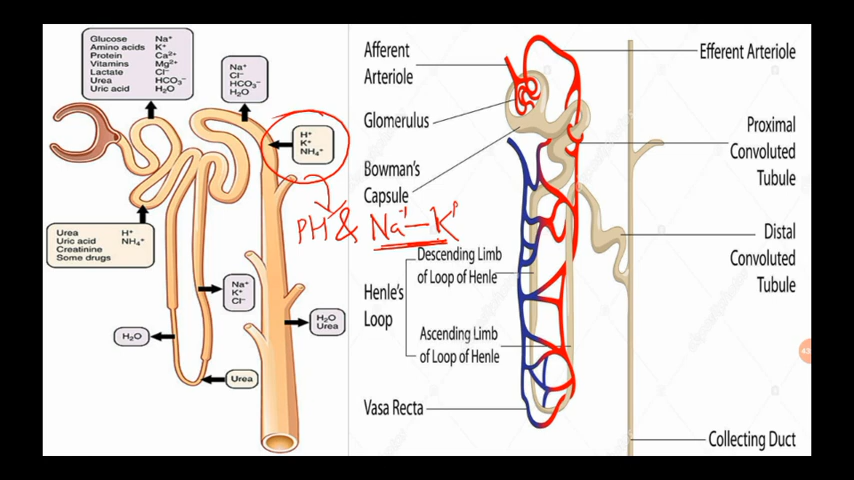 Glucose Na⁺
Amino acids K⁺
Protein Ca²⁺
Vitamins Mg²⁺
Lactate Cl⁻
Urea HCO₃⁻
Uric acid H₂O
Na⁺
Cl⁻
HCO₃⁻
H₂O
H⁺
K⁺
NH₄⁺
PH & Na⁺–K⁺
Urea H⁺
Uric acid NH₄⁺
Creatinine
Some drugs
Na⁺
K⁺
Cl⁻
H₂O
H₂O
Urea
Urea
Afferent
Arteriole
Glomerulus
Bowman's
Capsule
Descending Limb
of Loop of Henle
Henle's
Loop
Ascending Limb
of Loop of Henle
Vasa Recta
Efferent Arteriole
Proximal
Convoluted
Tubule
Distal
Convoluted
Tubule
Collecting Duct